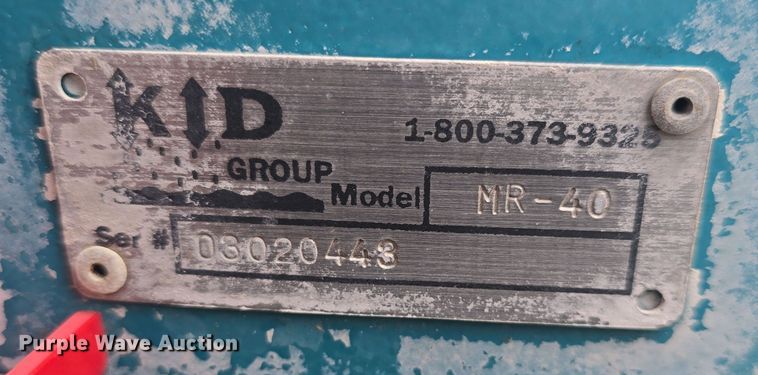 KID
GROUP
1-800-373-9325
Model MR-40
Ser # 03020443
Purple Wave Auction